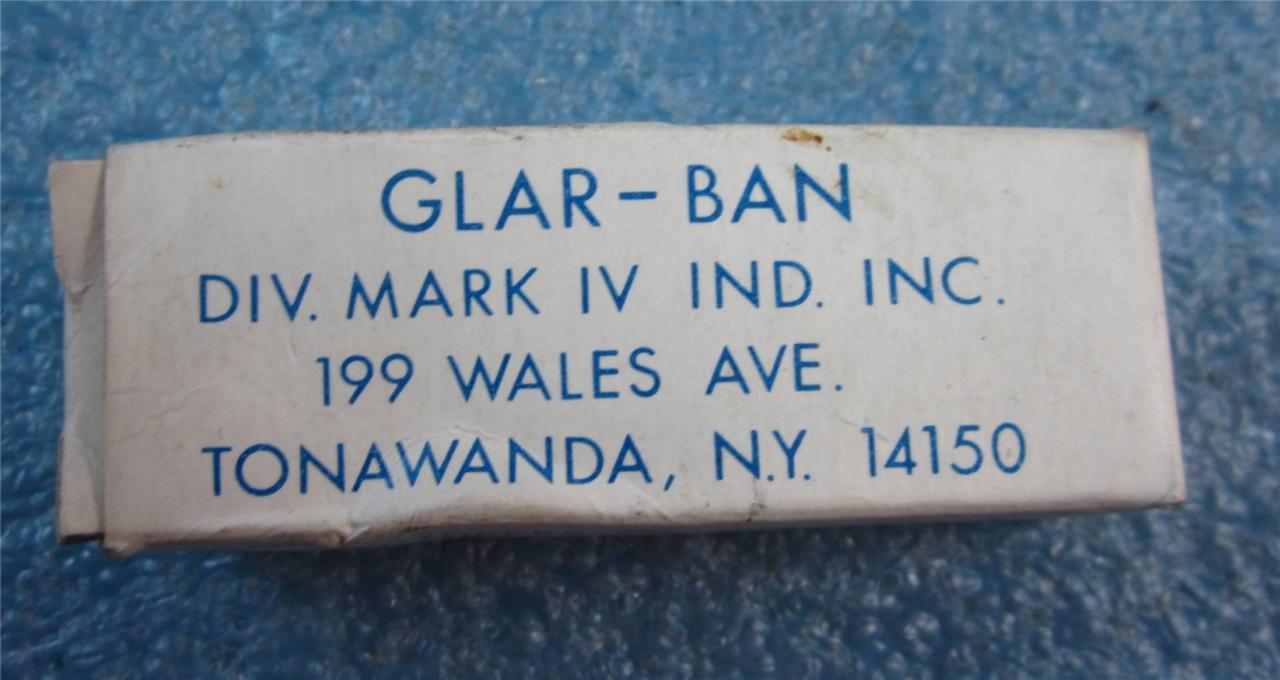 GLAR-BAN
DIV. MARK IV IND. INC.
199 WALES AVE.
TONAWANDA, N.Y. 14150